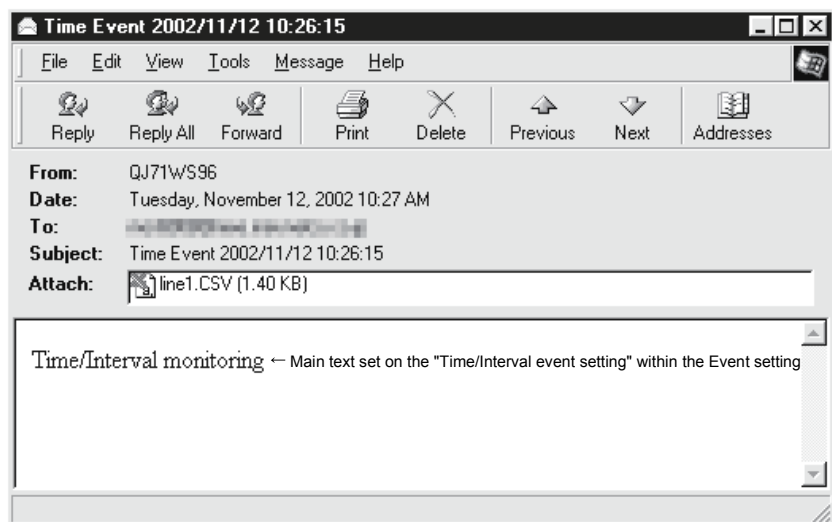 Time Event 2002/11/12 10:26:15
File Edit View Tools Message Help
Reply Reply All Forward Print Delete Previous Next Addresses
From: QJ71WS96
Date: Tuesday, November 12, 2002 10:27 AM
To:
Subject: Time Event 2002/11/12 10:26:15
Attach: line1.CSV (1.40 KB)
Time/Interval monitoring ← Main text set on the "Time/Interval event setting" within the Event setting